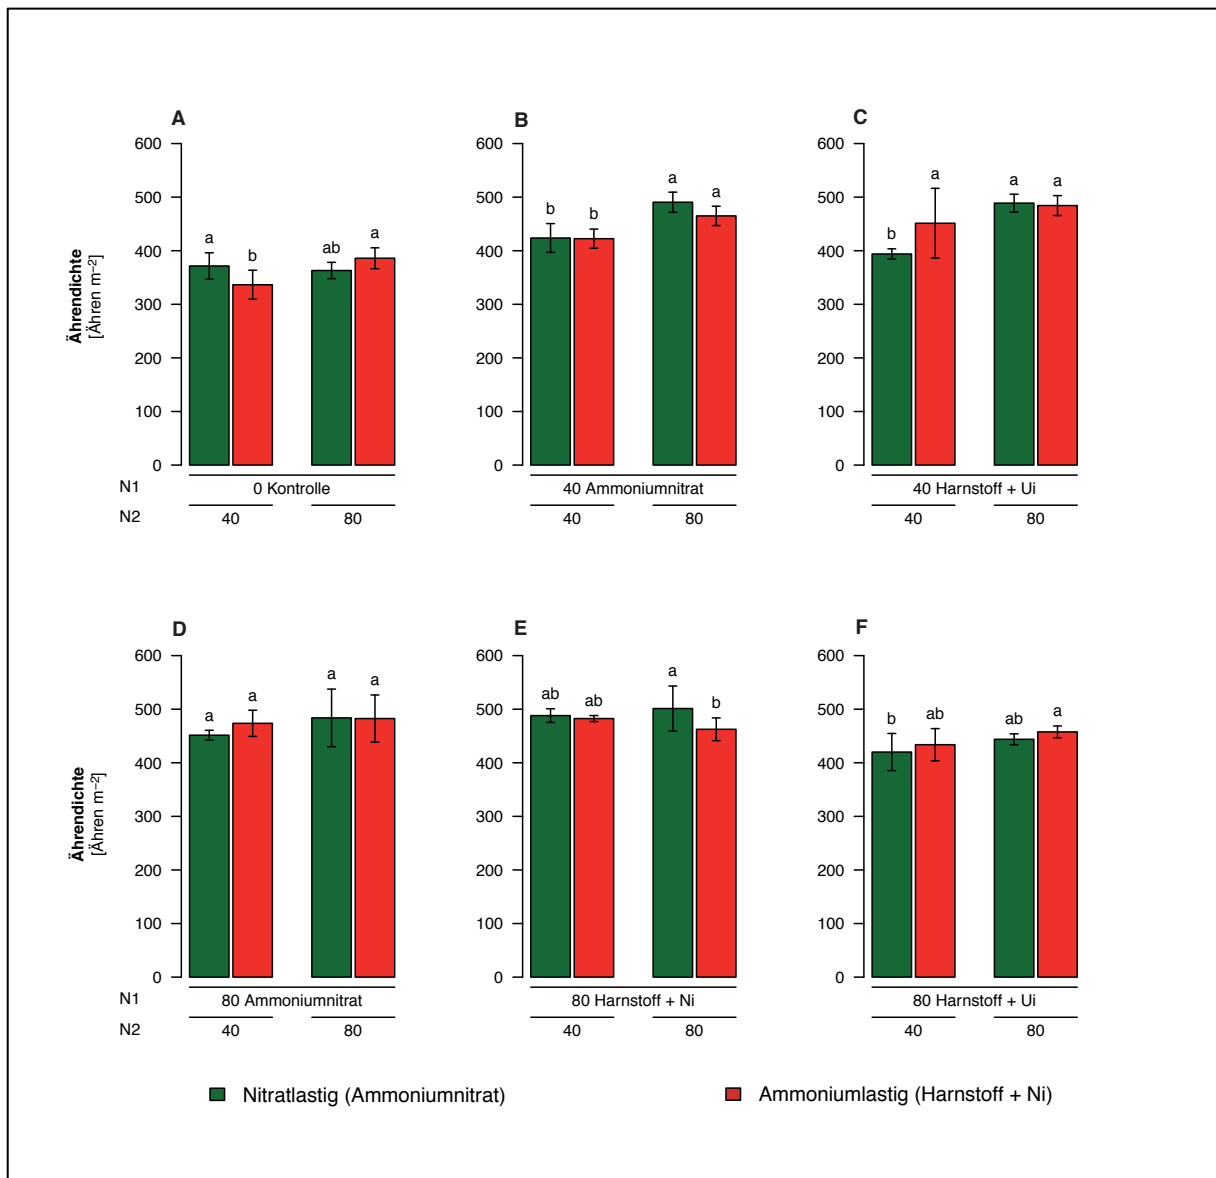 A
B
C
600
500
400
300
200
100
0
Ährendichte
[Ähren m⁻²]
a
b
ab
a
600
500
400
300
200
100
0
b
b
a
a
600
500
400
300
200
100
0
b
a
a
a
N1
0 Kontrolle
40 Ammoniumnitrat
40 Harnstoff + Ui
N2
40
80
40
80
40
80
D
E
F
600
500
400
300
200
100
0
Ährendichte
[Ähren m⁻²]
a
a
a
a
600
500
400
300
200
100
0
ab
ab
a
b
600
500
400
300
200
100
0
b
ab
ab
a
N1
80 Ammoniumnitrat
80 Harnstoff + Ni
80 Harnstoff + Ui
N2
40
80
40
80
40
80
Nitratlastig (Ammoniumnitrat)
Ammoniumlastig (Harnstoff + Ni)